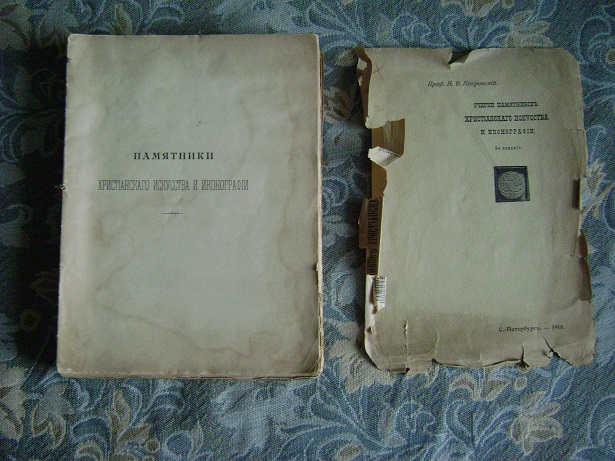 ПАМЯТНИКИ
ХРИСТІАНСКАГО ИСКУССТВА И ИКОНОГРАФІИ
Проф. Н. В. Покровскій.
ОЧЕРКИ ПАМЯТНИКОВЪ
ХРИСТІАНСКАГО ИСКУССТВА
И ИКОНОГРАФІИ.
С.-Петербургъ. — 1910.